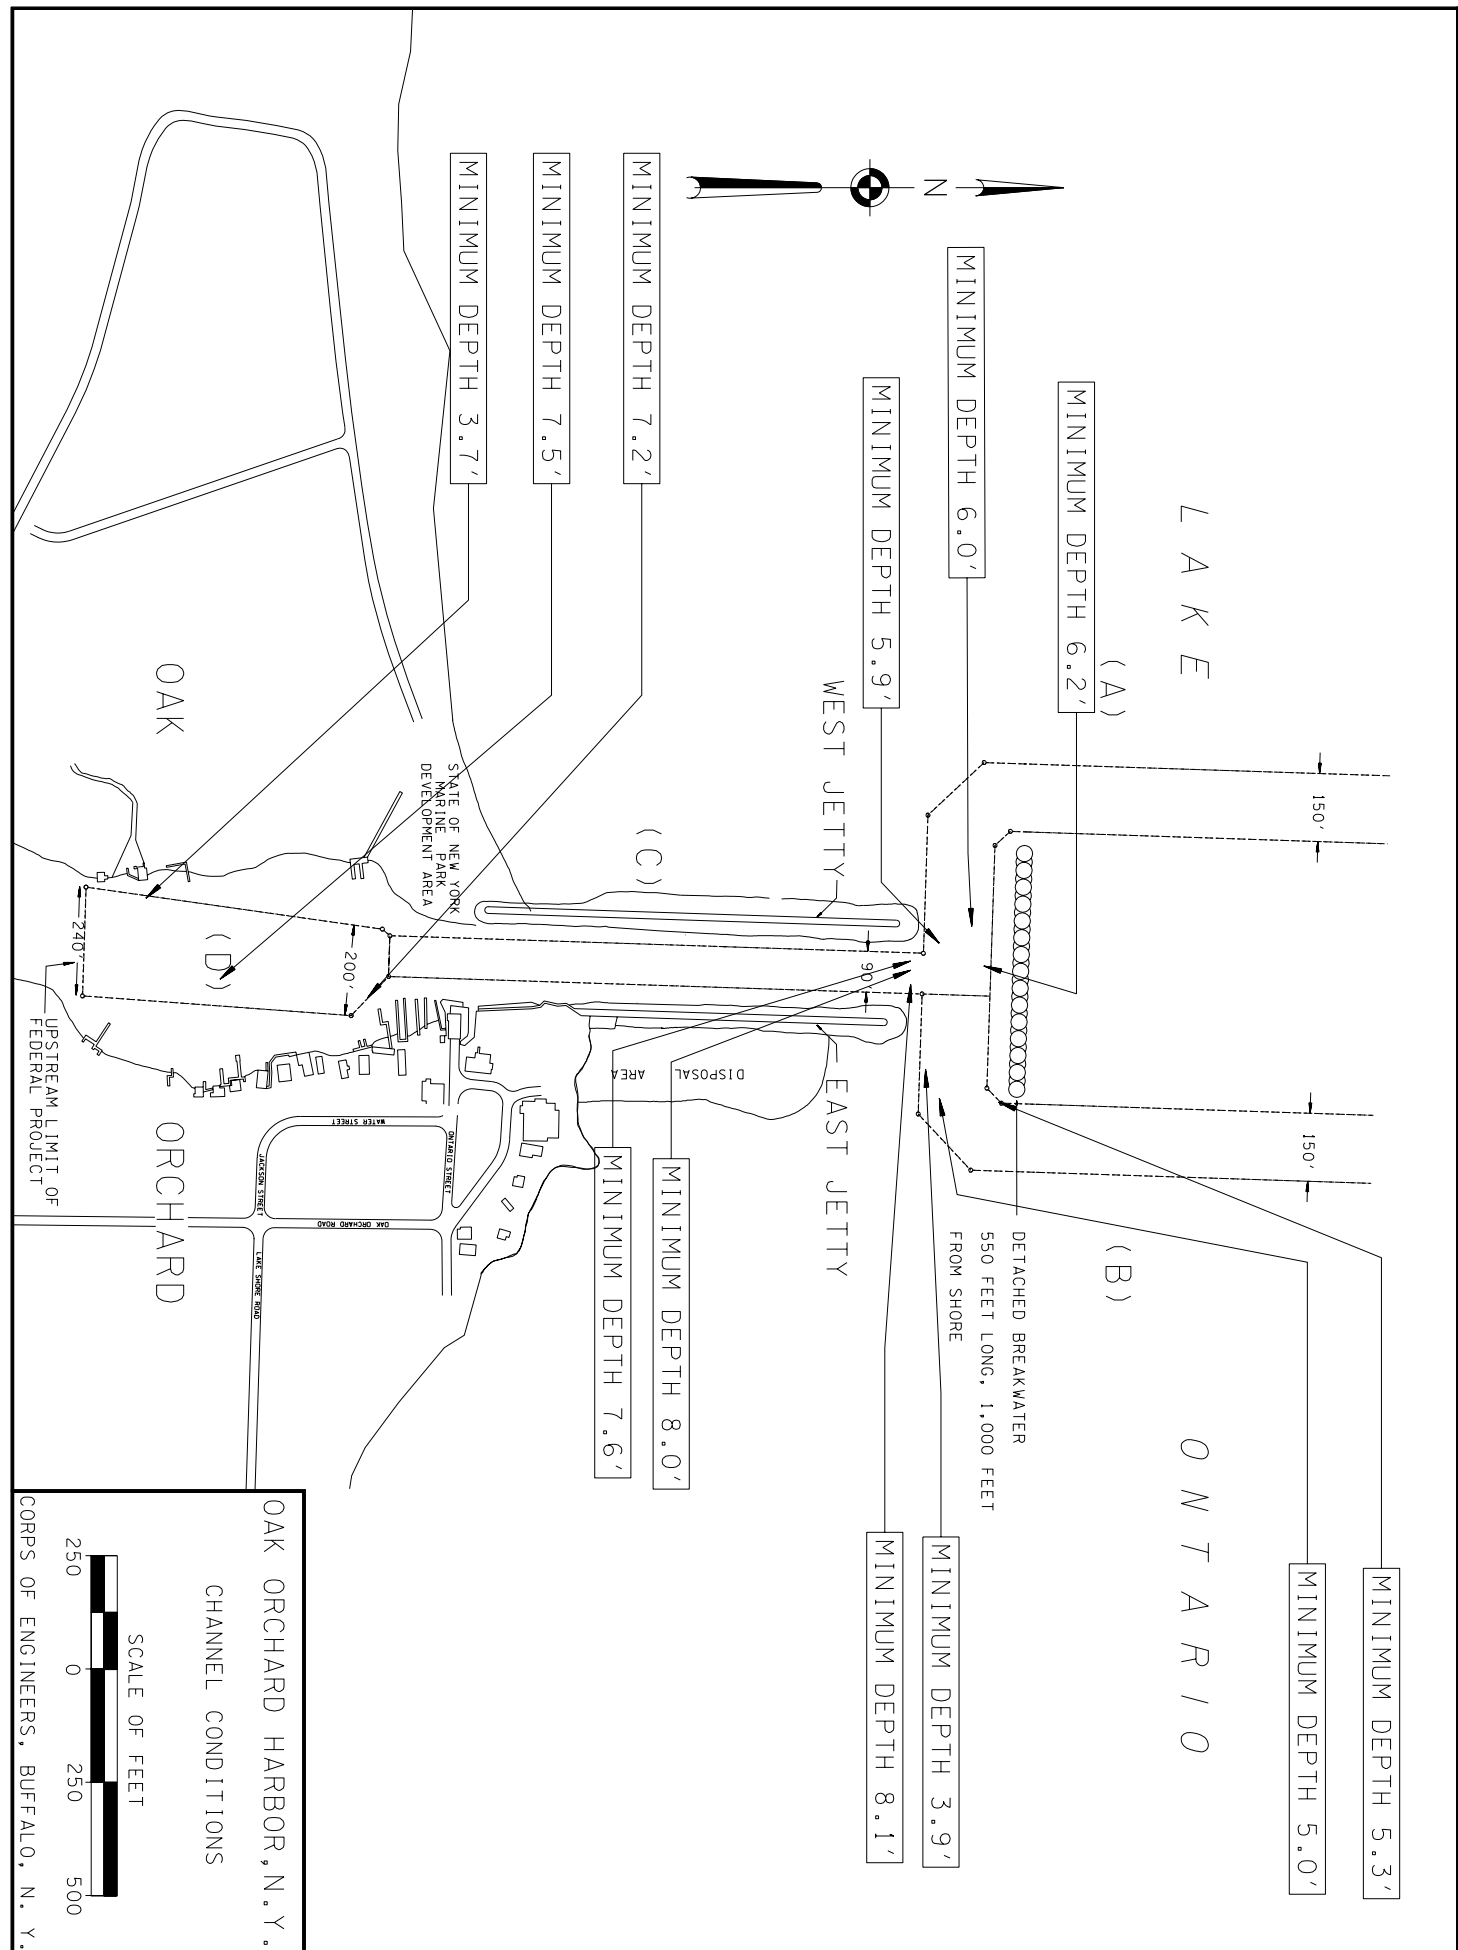 LAKE
ONTARIO
N
(A)
(B)
(C)
(D)
150'
150'
MINIMUM DEPTH 5.3'
MINIMUM DEPTH 5.0'
MINIMUM DEPTH 6.2'
MINIMUM DEPTH 6.0'
MINIMUM DEPTH 5.9'
MINIMUM DEPTH 3.9'
MINIMUM DEPTH 8.1'
DETACHED BREAKWATER
550 FEET LONG, 1,000 FEET
FROM SHORE
WEST JETTY
EAST JETTY
90'
DISPOSAL
AREA
MINIMUM DEPTH 8.0'
MINIMUM DEPTH 7.6'
MINIMUM DEPTH 7.2'
MINIMUM DEPTH 7.5'
MINIMUM DEPTH 3.7'
STATE OF NEW YORK
MARINE PARK
DEVELOPMENT AREA
200'
240'
ONTARIO STREET
WATER STREET
JACKSON STREET
OAK ORCHARD ROAD
LAKE SHORE ROAD
OAK
ORCHARD
UPSTREAM LIMIT OF
FEDERAL PROJECT
OAK ORCHARD HARBOR, N.Y.
CHANNEL CONDITIONS
SCALE OF FEET
250 0 250 500
CORPS OF ENGINEERS, BUFFALO, N. Y.